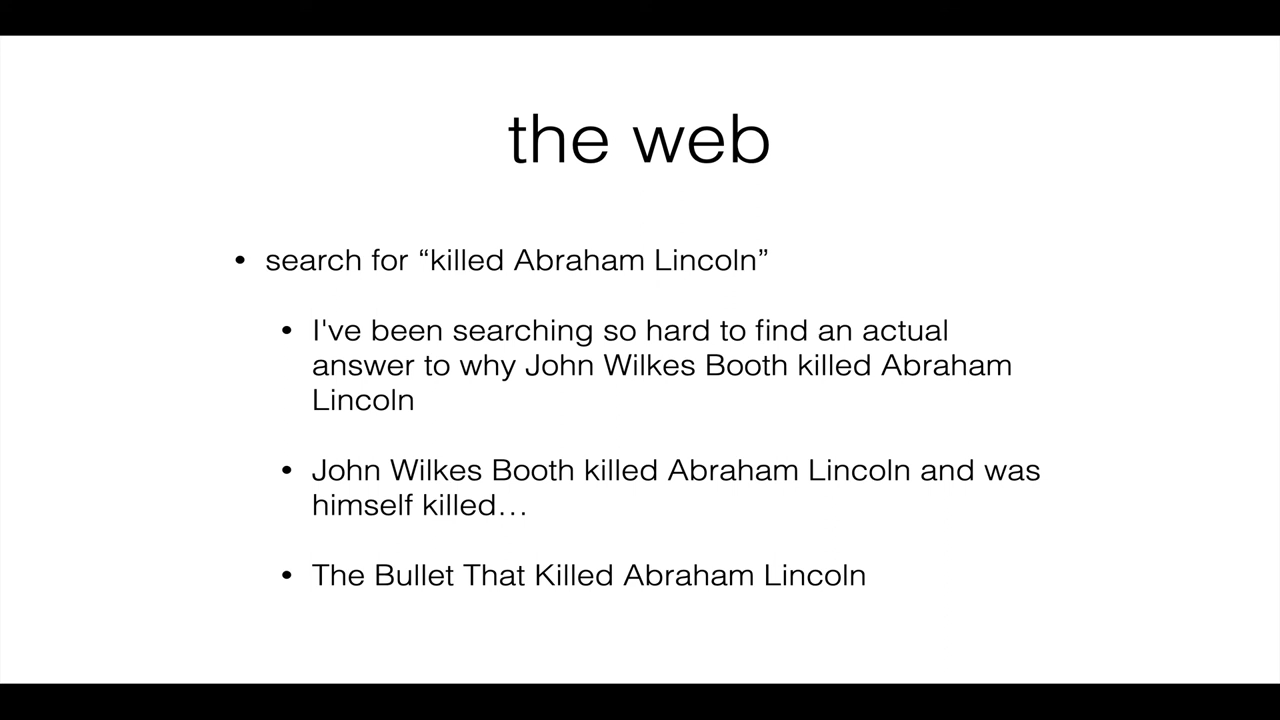 the web
• search for “killed Abraham Lincoln”
• I've been searching so hard to find an actual
answer to why John Wilkes Booth killed Abraham
Lincoln
• John Wilkes Booth killed Abraham Lincoln and was
himself killed…
• The Bullet That Killed Abraham Lincoln